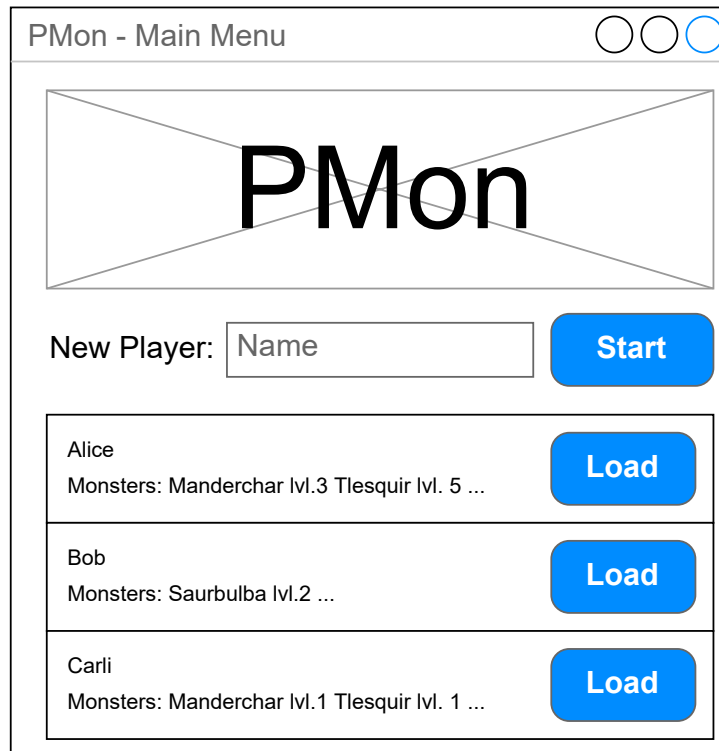 PMon - Main Menu
PMon
New Player: Name Start
Alice
Monsters: Manderchar lvl.3 Tlesquir lvl. 5 ...
Load
Bob
Monsters: Saurbulba lvl.2 ...
Load
Carli
Monsters: Manderchar lvl.1 Tlesquir lvl. 1 ...
Load